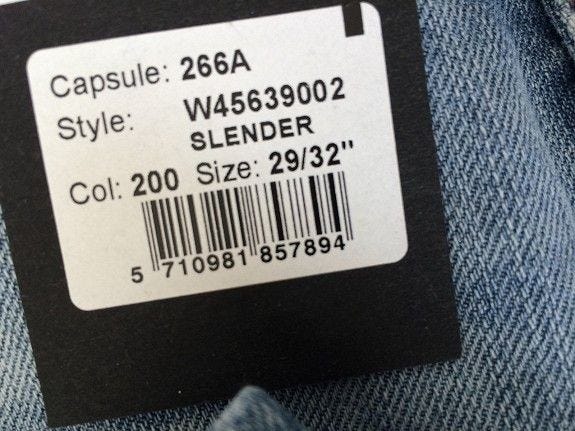 Capsule: 266A
Style: W45639002
SLENDER
Col: 200 Size: 29/32"
5 710981 857894